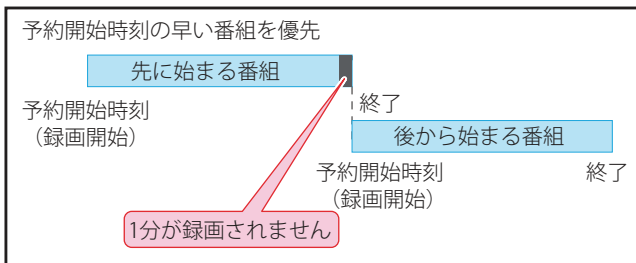 予約開始時刻の早い番組を優先
先に始まる番組
予約開始時刻
（録画開始）
終了
後から始まる番組
予約開始時刻
（録画開始）
終了
1分が録画されません